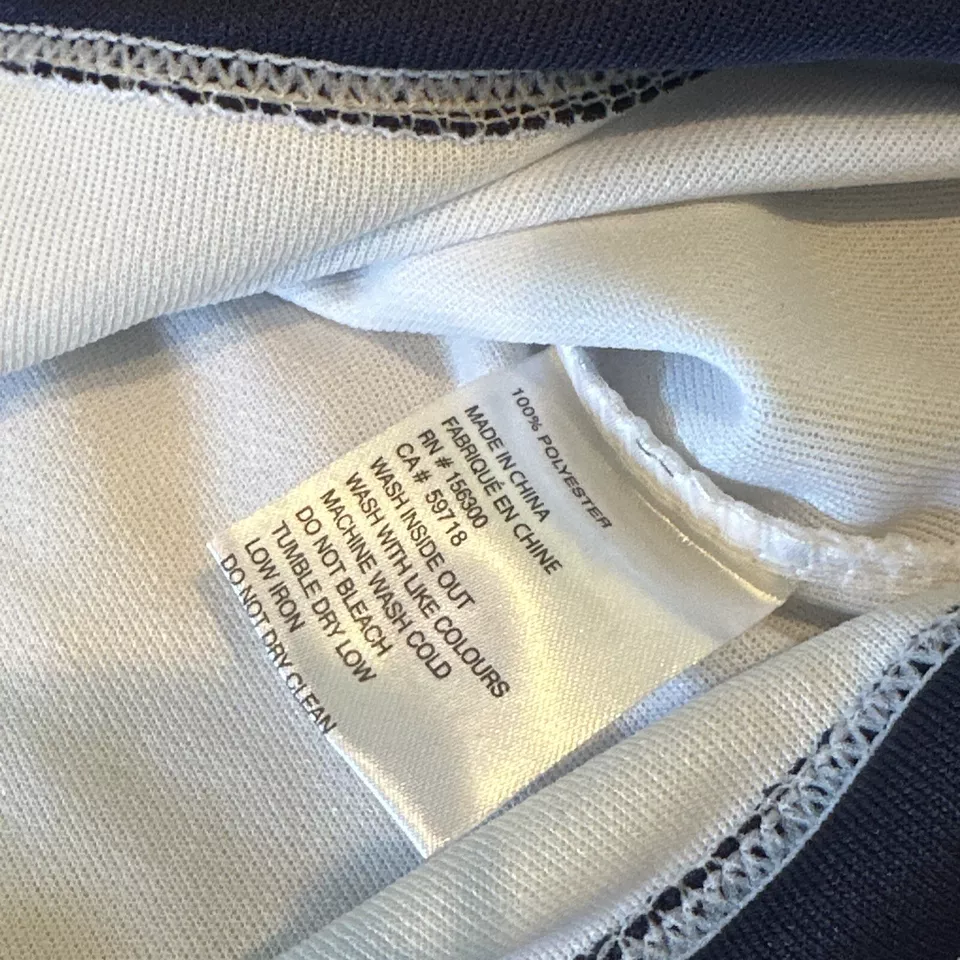 100% POLYESTER
MADE IN CHINA
FABRIQUÉ EN CHINE
RN # 156300
CA # 59718
WASH INSIDE OUT
WASH WITH LIKE COLOURS
MACHINE WASH COLD
DO NOT BLEACH
TUMBLE DRY LOW
LOW IRON
DO NOT DRY CLEAN